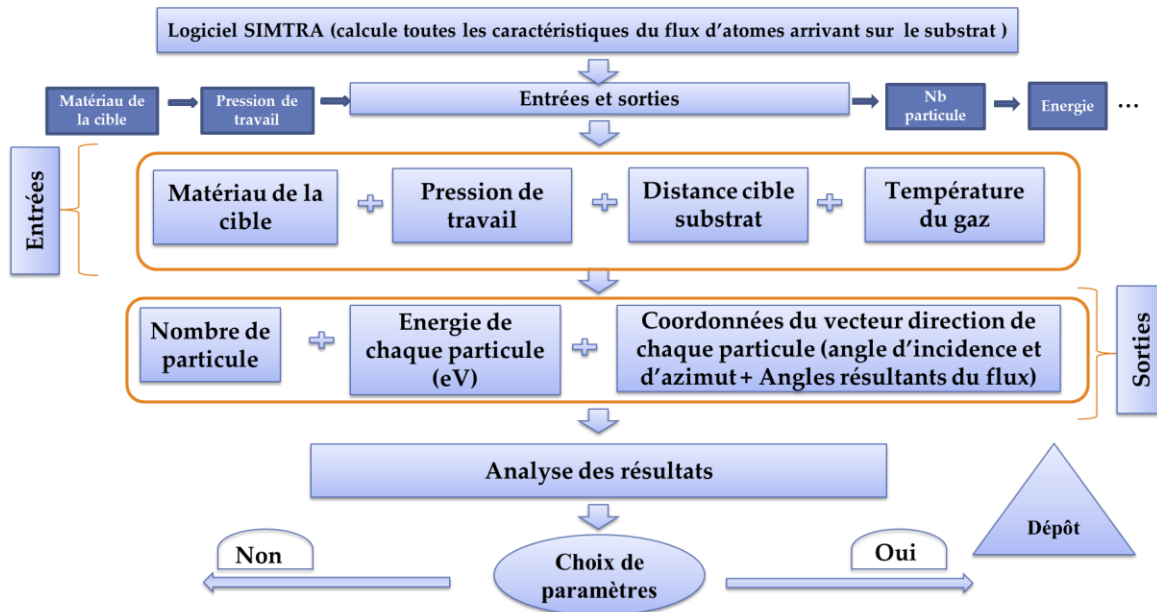 Logiciel SIMTRA (calcule toutes les caractéristiques du flux d'atomes arrivant sur le substrat )
Matériau de
la cible
Pression de
travail
Entrées et sorties
Nb
particule
Energie
...
Entrées
Matériau de la
cible
Pression de
travail
Distance cible
substrat
Température
du gaz
Nombre de
particule
Energie de
chaque particule
(eV)
Coordonnées du vecteur direction de
chaque particule (angle d'incidence et
d'azimut + Angles résultants du flux)
Sorties
Analyse des résultats
Dépôt
Non
Choix de
paramètres
Oui